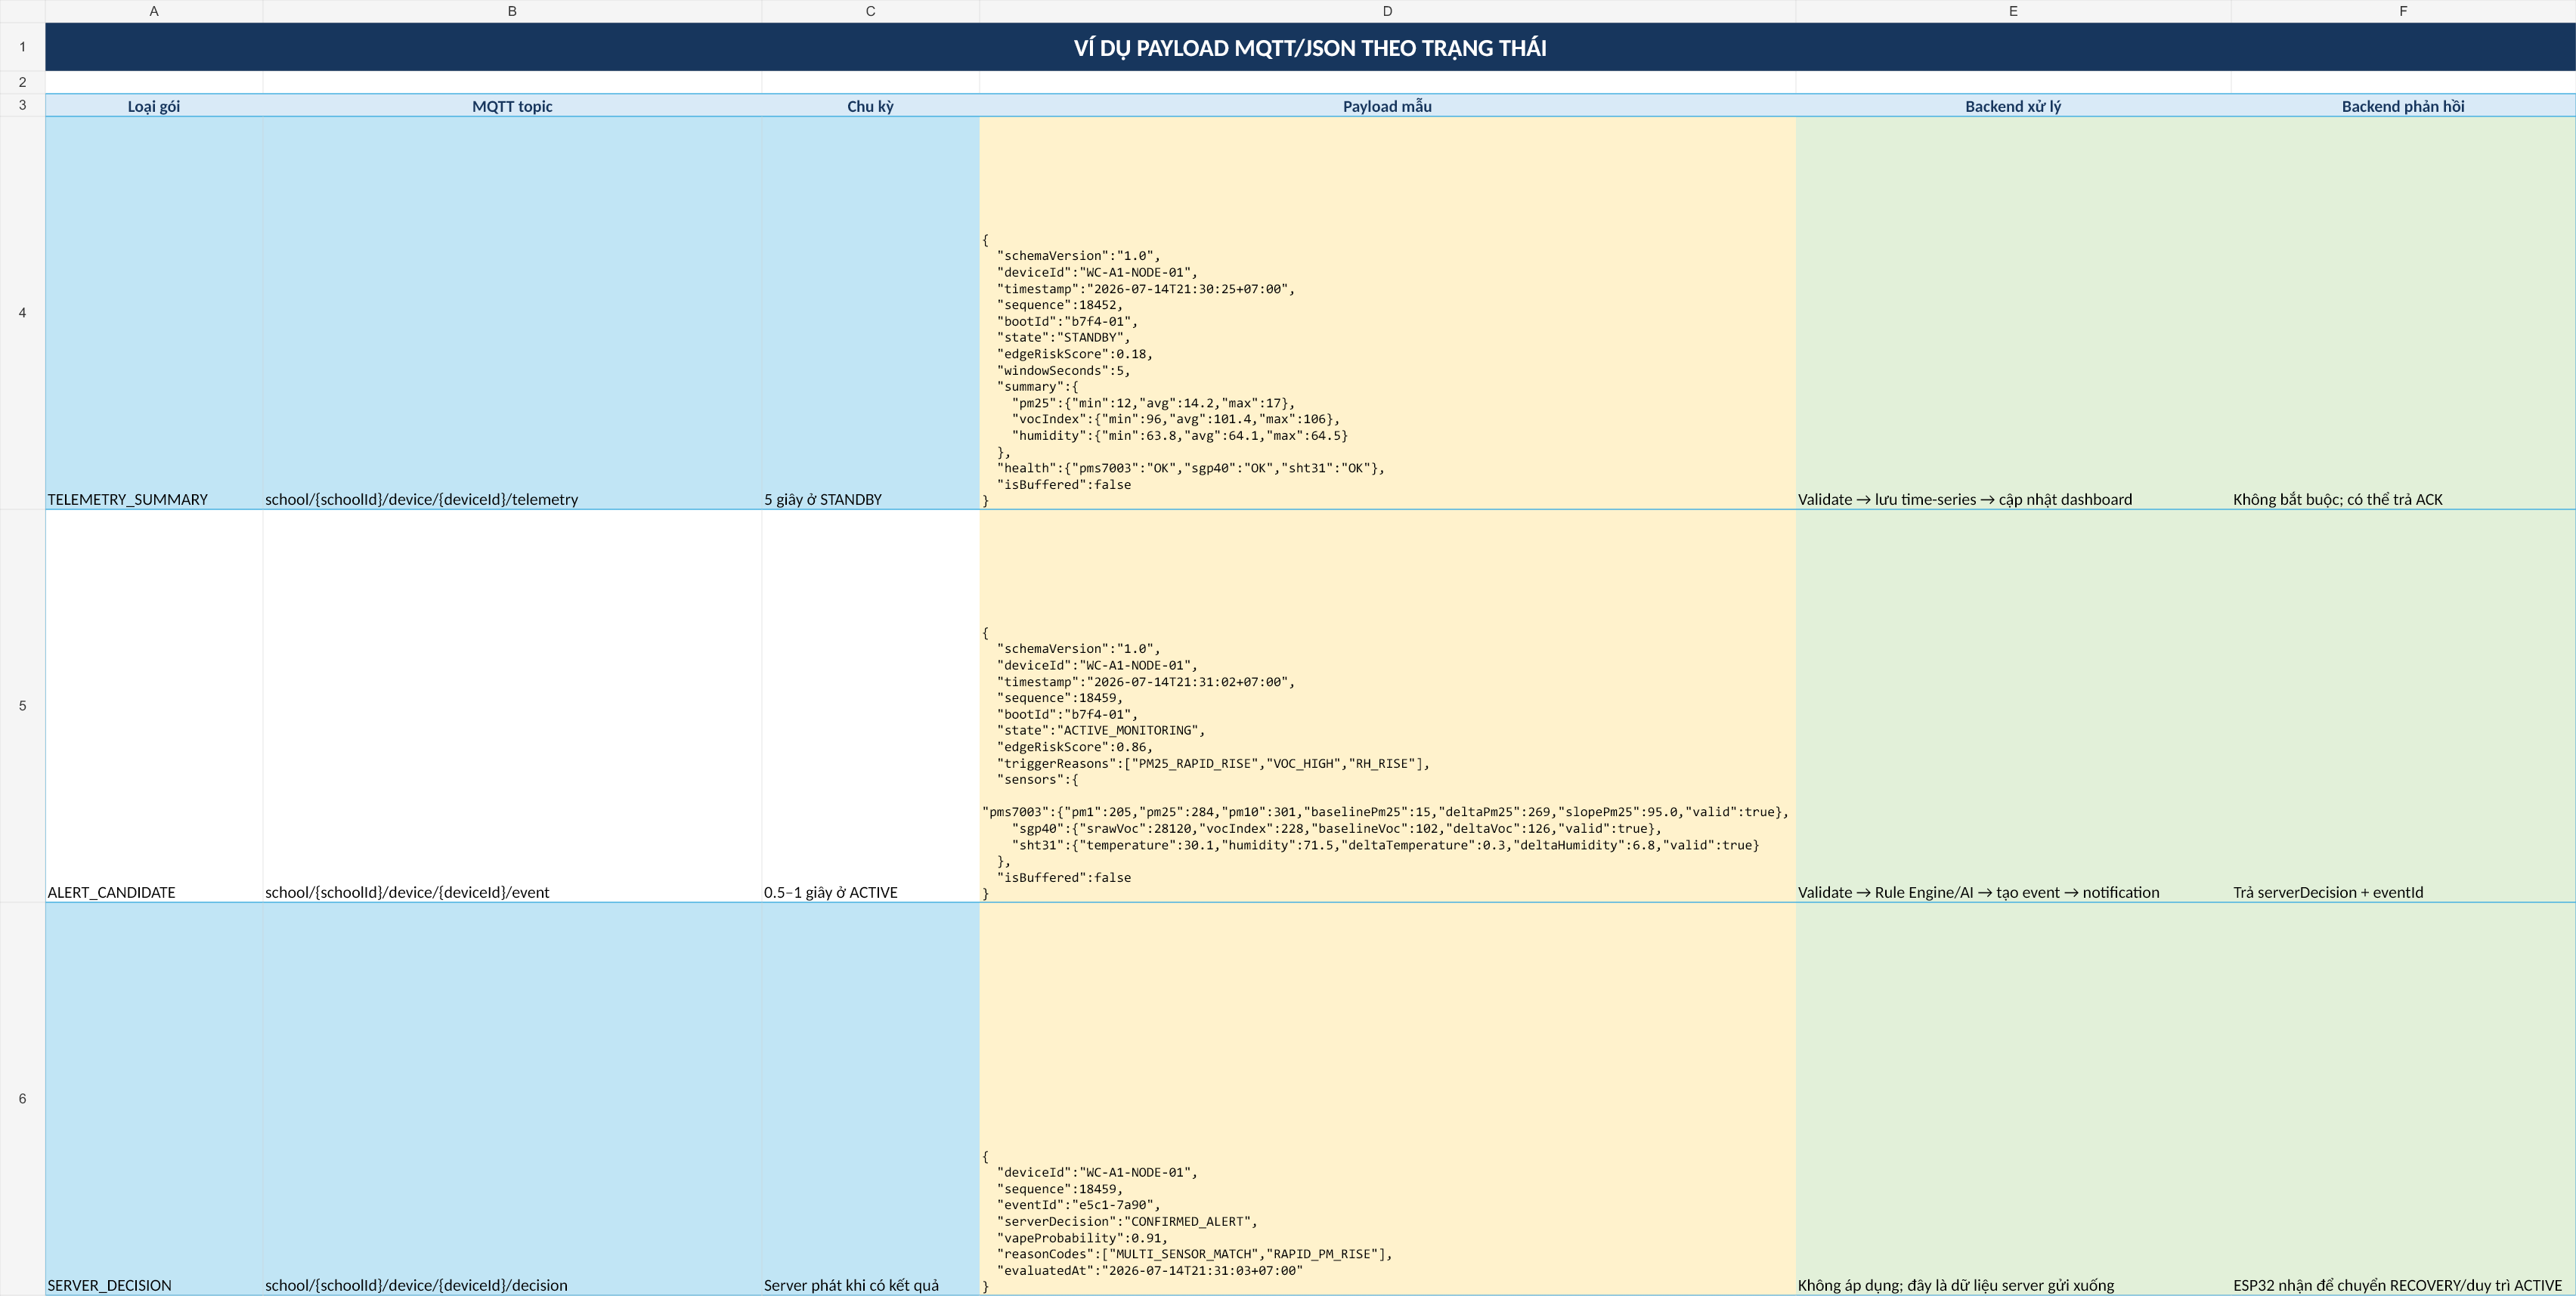 A B C D E F
1 VÍ DỤ PAYLOAD MQTT/JSON THEO TRẠNG THÁI
2
3 Loại gói MQTT topic Chu kỳ Payload mẫu Backend xử lý Backend phản hồi
4
{
  "schemaVersion":"1.0",
  "deviceId":"WC-A1-NODE-01",
  "timestamp":"2026-07-14T21:30:25+07:00",
  "sequence":18452,
  "bootId":"b7f4-01",
  "state":"STANDBY",
  "edgeRiskScore":0.18,
  "windowSeconds":5,
  "summary":{
    "pm25":{"min":12,"avg":14.2,"max":17},
    "vocIndex":{"min":96,"avg":101.4,"max":106},
    "humidity":{"min":63.8,"avg":64.1,"max":64.5}
  },
  "health":{"pms7003":"OK","sgp40":"OK","sht31":"OK"},
  "isBuffered":false
}
TELEMETRY_SUMMARY school/{schoolId}/device/{deviceId}/telemetry 5 giây ở STANDBY Validate → lưu time-series → cập nhật dashboard Không bắt buộc; có thể trả ACK
5
{
  "schemaVersion":"1.0",
  "deviceId":"WC-A1-NODE-01",
  "timestamp":"2026-07-14T21:31:02+07:00",
  "sequence":18459,
  "bootId":"b7f4-01",
  "state":"ACTIVE_MONITORING",
  "edgeRiskScore":0.86,
  "triggerReasons":["PM25_RAPID_RISE","VOC_HIGH","RH_RISE"],
  "sensors":{
"pms7003":{"pm1":205,"pm25":284,"pm10":301,"baselinePm25":15,"deltaPm25":269,"slopePm25":95.0,"valid":true},
    "sgp40":{"srawVoc":28120,"vocIndex":228,"baselineVoc":102,"deltaVoc":126,"valid":true},
    "sht31":{"temperature":30.1,"humidity":71.5,"deltaTemperature":0.3,"deltaHumidity":6.8,"valid":true}
  },
  "isBuffered":false
}
ALERT_CANDIDATE school/{schoolId}/device/{deviceId}/event 0.5–1 giây ở ACTIVE Validate → Rule Engine/AI → tạo event → notification Trả serverDecision + eventId
6
{
  "deviceId":"WC-A1-NODE-01",
  "sequence":18459,
  "eventId":"e5c1-7a90",
  "serverDecision":"CONFIRMED_ALERT",
  "vapeProbability":0.91,
  "reasonCodes":["MULTI_SENSOR_MATCH","RAPID_PM_RISE"],
  "evaluatedAt":"2026-07-14T21:31:03+07:00"
}
SERVER_DECISION school/{schoolId}/device/{deviceId}/decision Server phát khi có kết quả Không áp dụng; đây là dữ liệu server gửi xuống ESP32 nhận để chuyển RECOVERY/duy trì ACTIVE